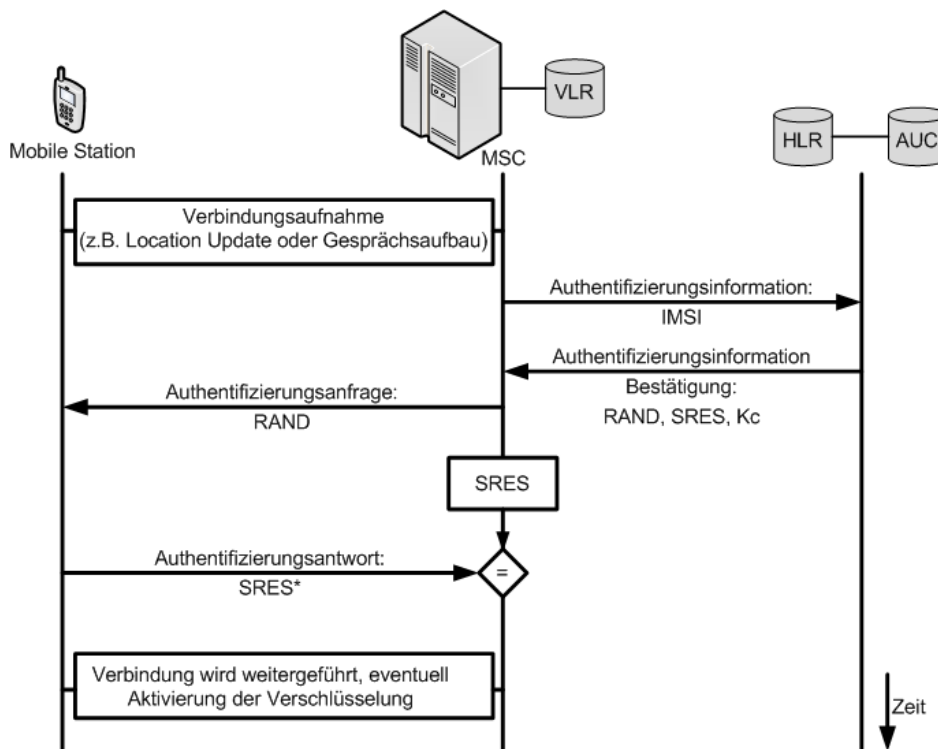 VLR
HLR
AUC
Mobile Station
MSC
Verbindungsaufnahme
(z.B. Location Update oder Gesprächsaufbau)
Authentifizierungsinformation:
IMSI
Authentifizierungsinformation
Bestätigung:
RAND, SRES, Kc
Authentifizierungsanfrage:
RAND
SRES
Authentifizierungsantwort:
SRES*
=
Verbindung wird weitergeführt, eventuell
Aktivierung der Verschlüsselung
Zeit